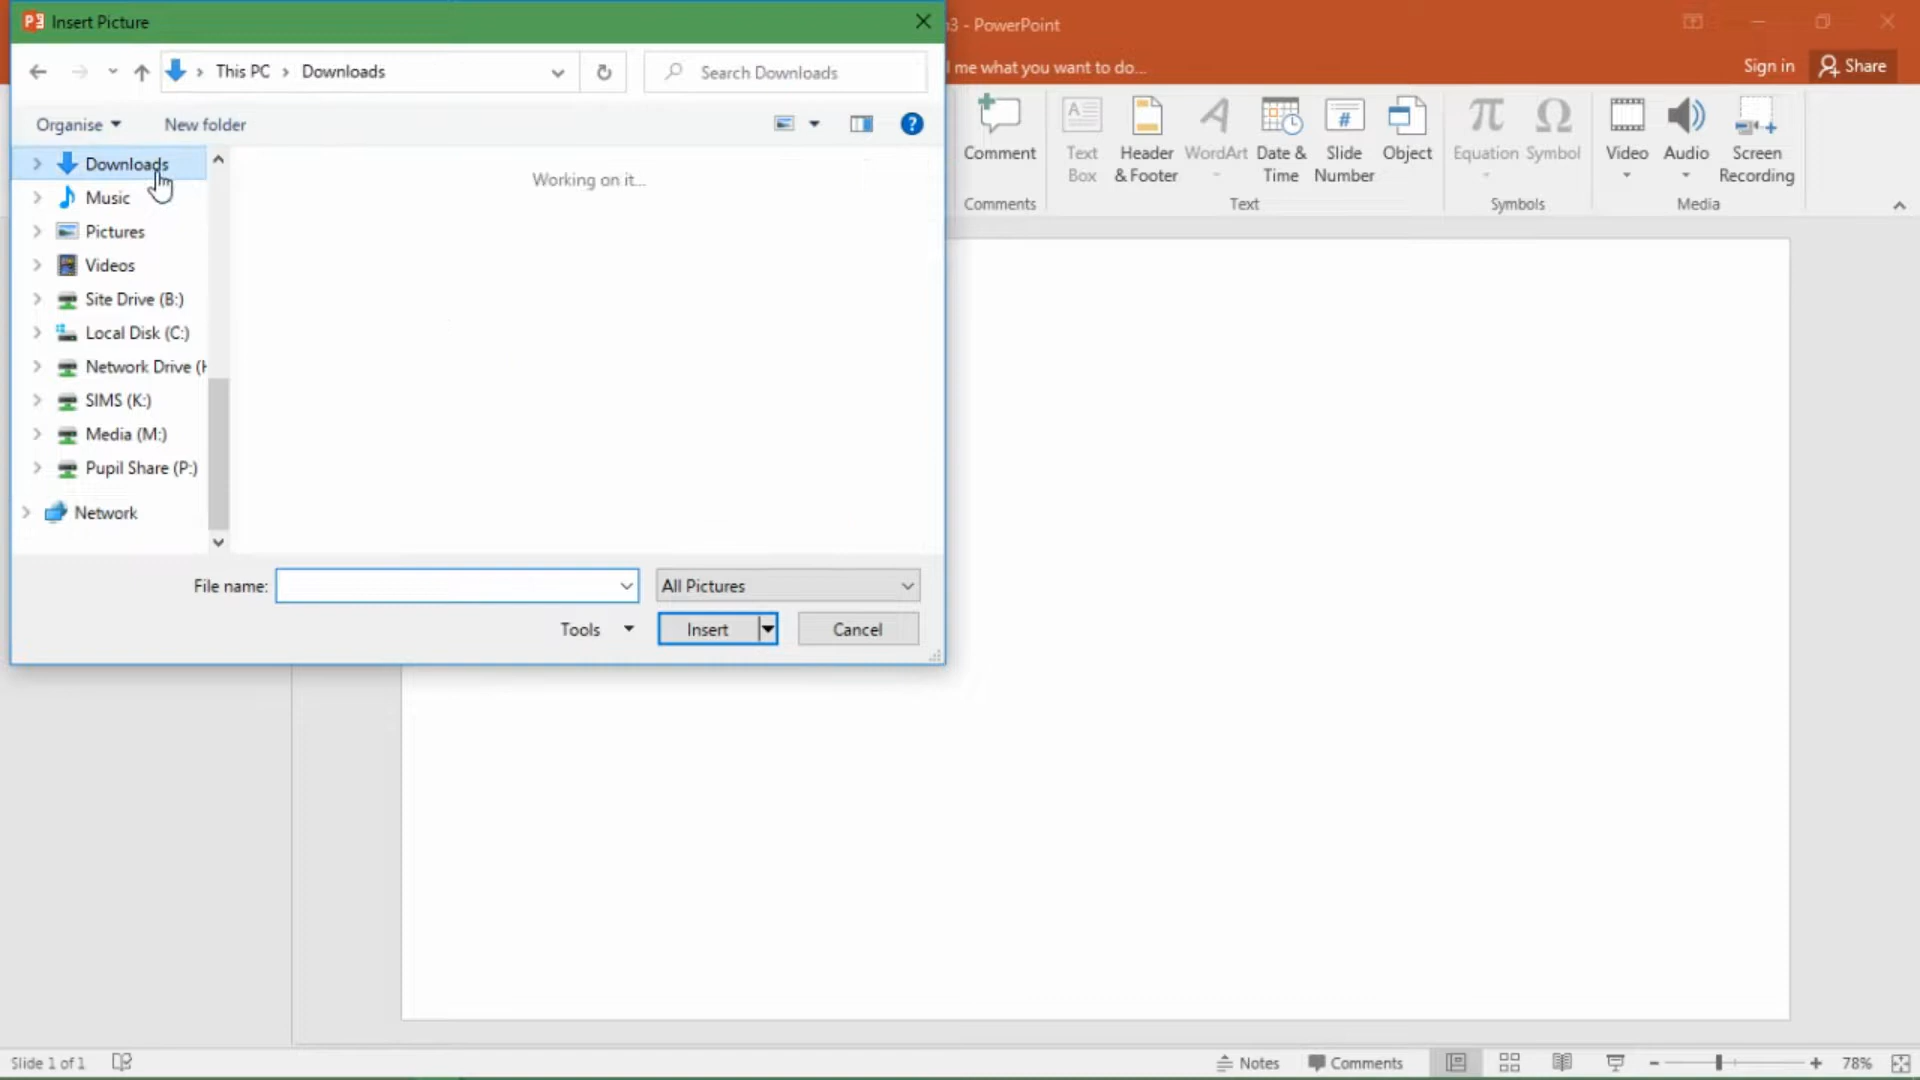 Insert Picture
3 - PowerPoint
This PC > Downloads
Search Downloads
me what you want to do...
Sign in
Share
Organise
New folder
Downloads
Music
Pictures
Videos
Site Drive (B:)
Local Disk (C:)
Network Drive (
SIMS (K:)
Media (M:)
Pupil Share (P:)
Network
Working on it...
File name:
All Pictures
Tools
Insert
Cancel
Comment
Text Box
Header & Footer
WordArt
Date & Time
Slide Number
Object
Equation
Symbol
Video
Audio
Screen Recording
Comments
Text
Symbols
Media
Slide 1 of 1
Notes
Comments
78%